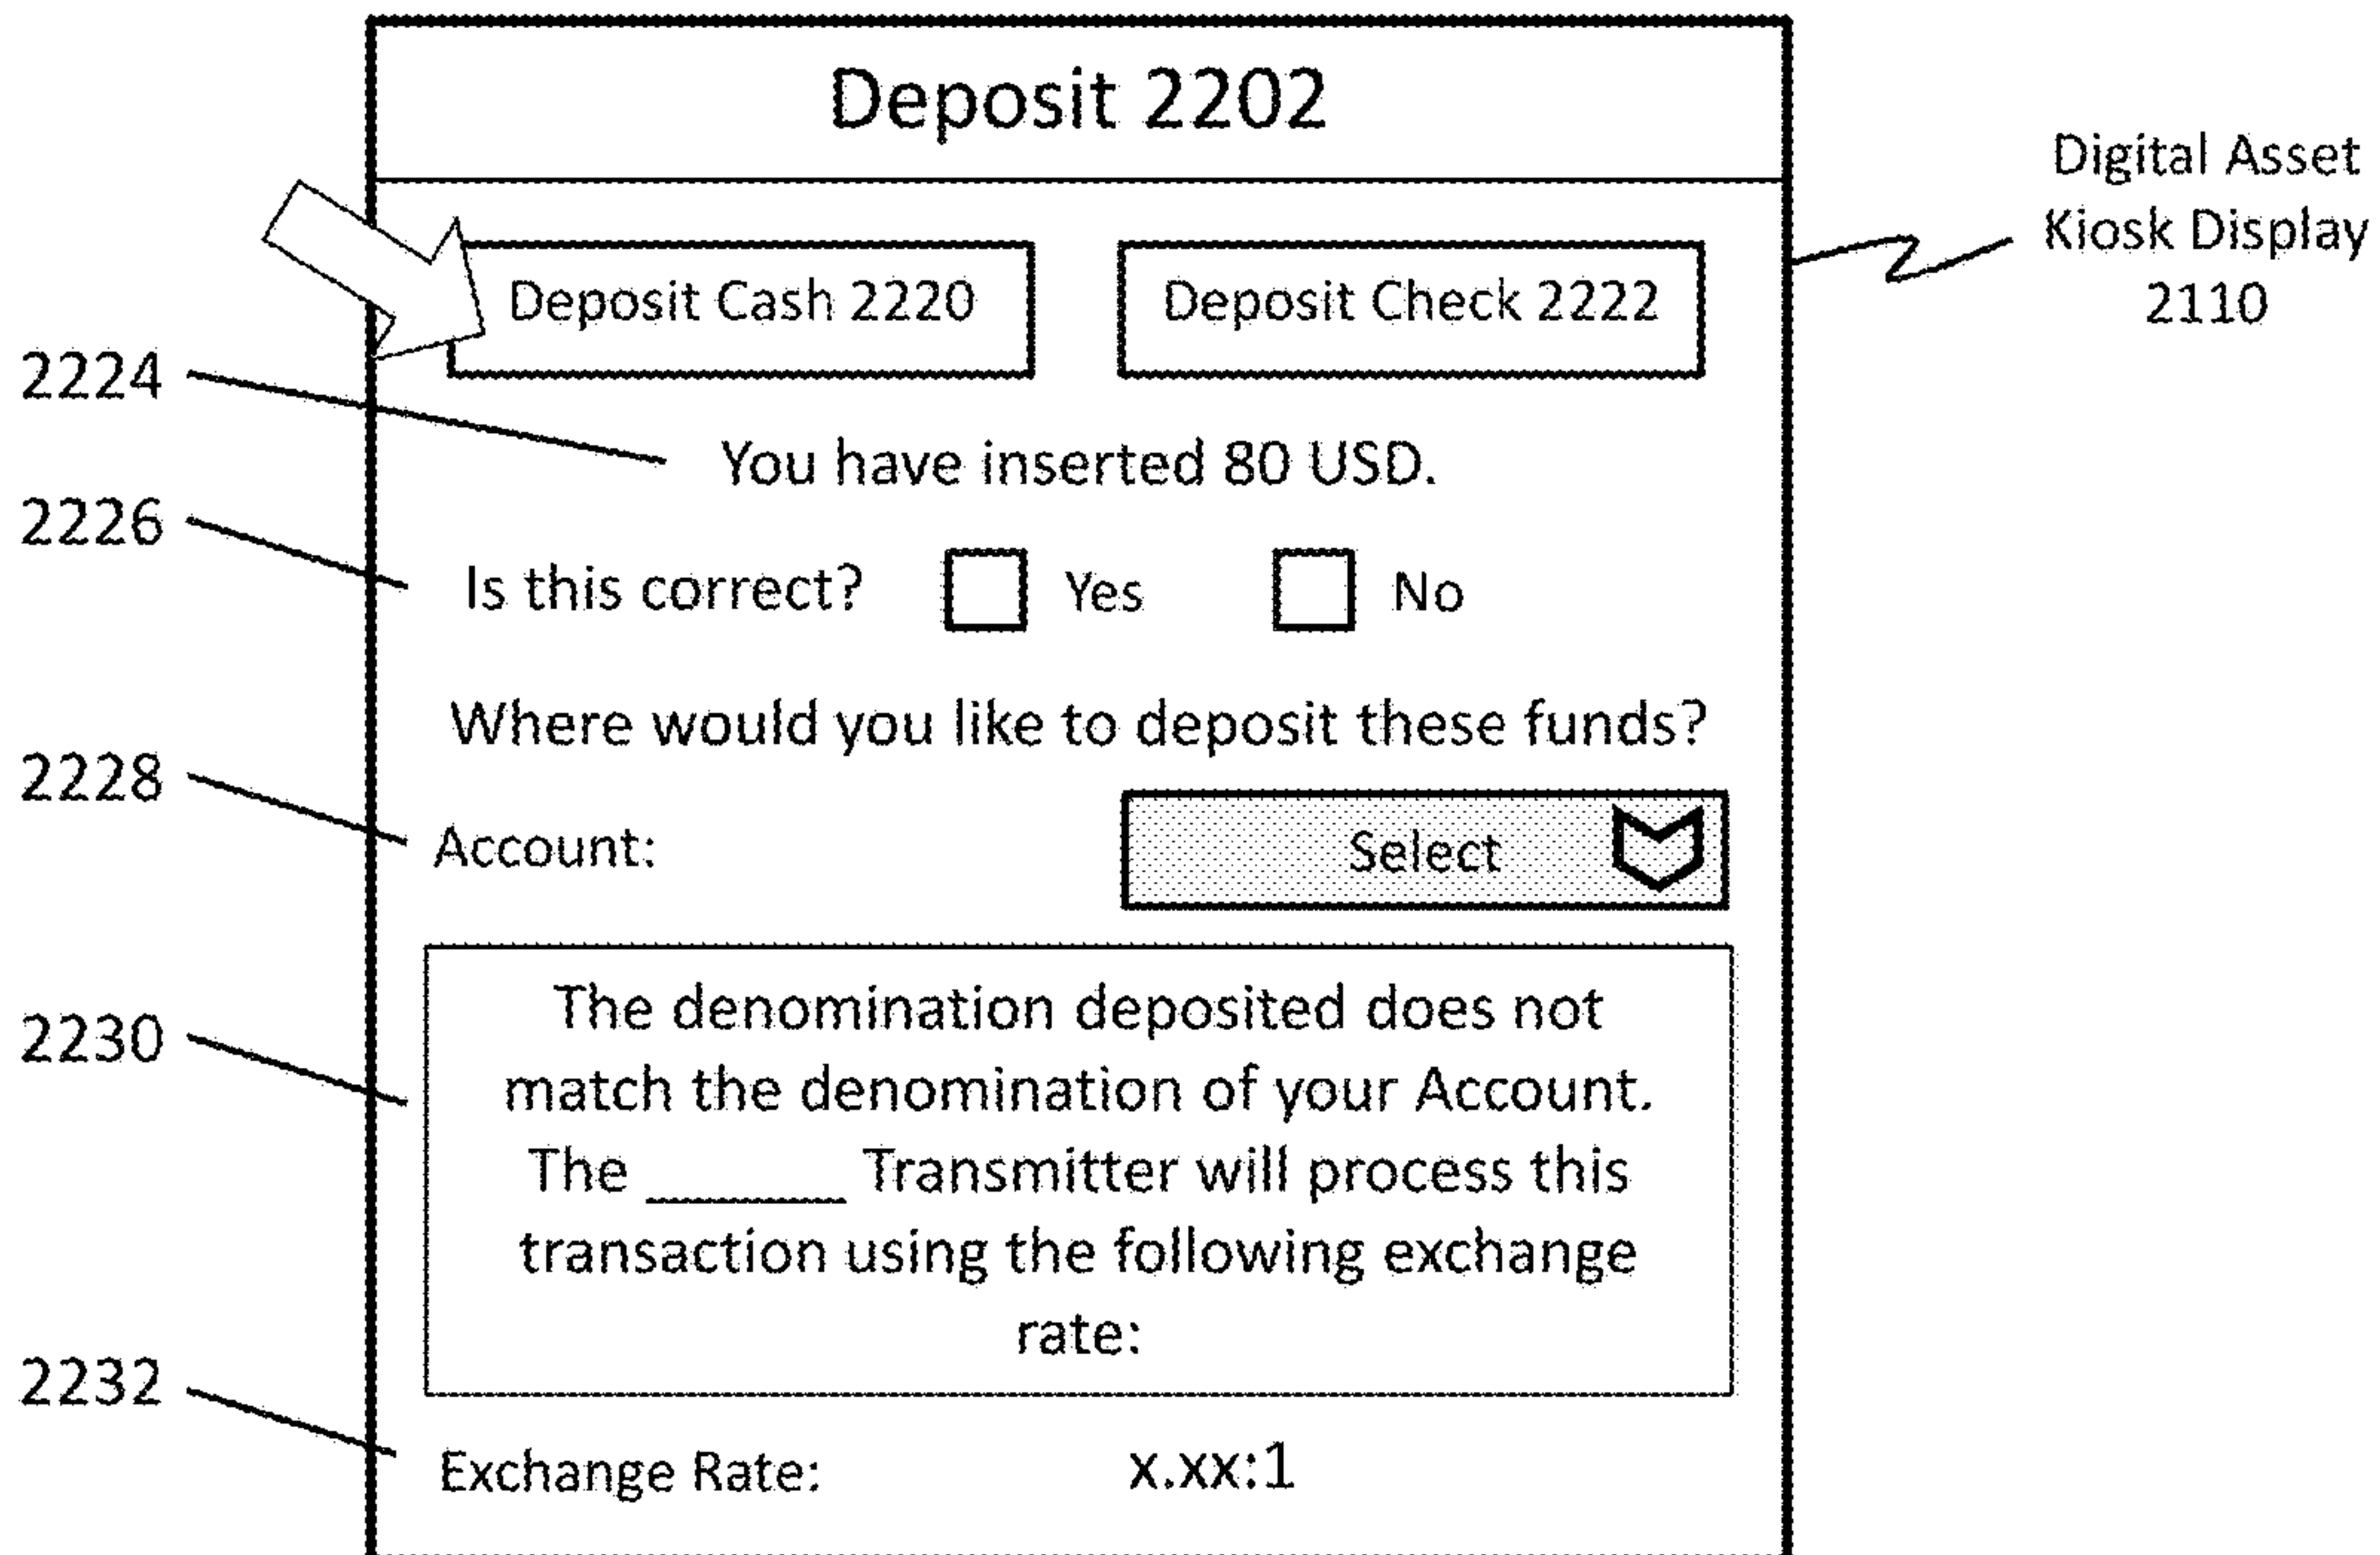 Deposit 2202
Digital Asset
Kiosk Display
2110
Deposit Cash 2220
Deposit Check 2222
2224
You have inserted 80 USD.
2226
Is this correct? Yes No
Where would you like to deposit these funds?
2228
Account: Select
2230
The denomination deposited does not
match the denomination of your Account.
The ______ Transmitter will process this
transaction using the following exchange
rate:
2232
Exchange Rate: x.xx:1